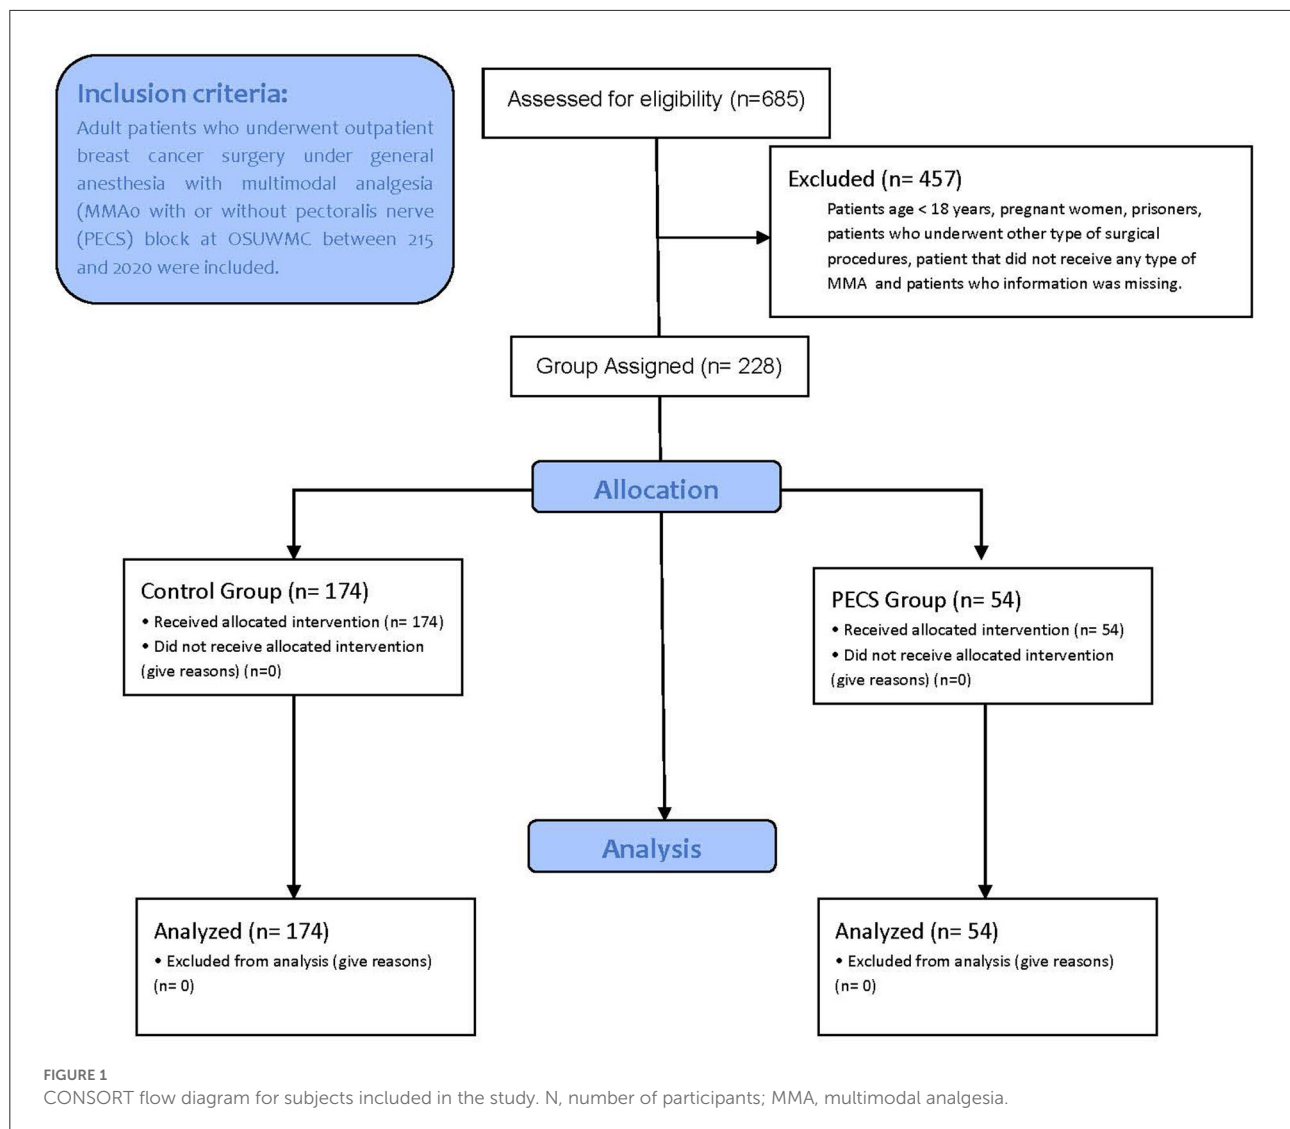 Inclusion criteria:
Adult patients who underwent outpatient
breast cancer surgery under general
anesthesia with multimodal analgesia
(MMA0 with or without pectoralis nerve
(PECS) block at OSUWMC between 215
and 2020 were included.
Assessed for eligibility (n=685)
Excluded (n= 457)
Patients age < 18 years, pregnant women, prisoners,
patients who underwent other type of surgical
procedures, patient that did not receive any type of
MMA and patients who information was missing.
Group Assigned (n= 228)
Allocation
Control Group (n= 174)
• Received allocated intervention (n= 174)
• Did not receive allocated intervention
(give reasons) (n=0)
PECS Group (n= 54)
• Received allocated intervention (n= 54)
• Did not receive allocated intervention
(give reasons) (n=0)
Analysis
Analyzed (n= 174)
• Excluded from analysis (give reasons)
(n= 0)
Analyzed (n= 54)
• Excluded from analysis (give reasons)
(n= 0)
FIGURE 1
CONSORT flow diagram for subjects included in the study. N, number of participants; MMA, multimodal analgesia.